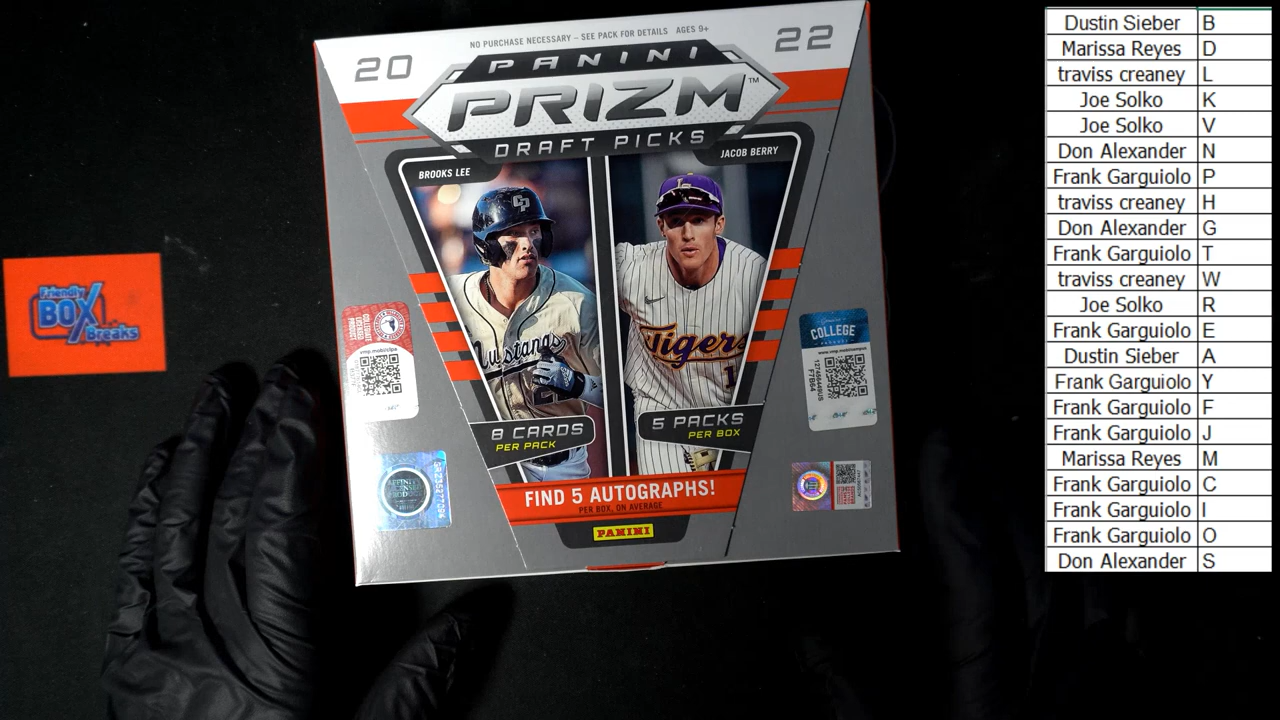 NO PURCHASE NECESSARY – SEE PACK FOR DETAILS AGES 9+
20 22
PANINI
PRIZM™
DRAFT PICKS
BROOKS LEE
JACOB BERRY
CP
L
Mustangs
Tigers
1
8 CARDS
PER PACK
5 PACKS
PER BOX
FIND 5 AUTOGRAPHS!
PER BOX, ON AVERAGE
PANINI
COLLEGE
Friendly
BOX
Breaks
Dustin Sieber B
Marissa Reyes D
traviss creaney L
Joe Solko K
Joe Solko V
Don Alexander N
Frank Garguiolo P
traviss creaney H
Don Alexander G
Frank Garguiolo T
traviss creaney W
Joe Solko R
Frank Garguiolo E
Dustin Sieber A
Frank Garguiolo Y
Frank Garguiolo F
Frank Garguiolo J
Marissa Reyes M
Frank Garguiolo C
Frank Garguiolo I
Frank Garguiolo O
Don Alexander S